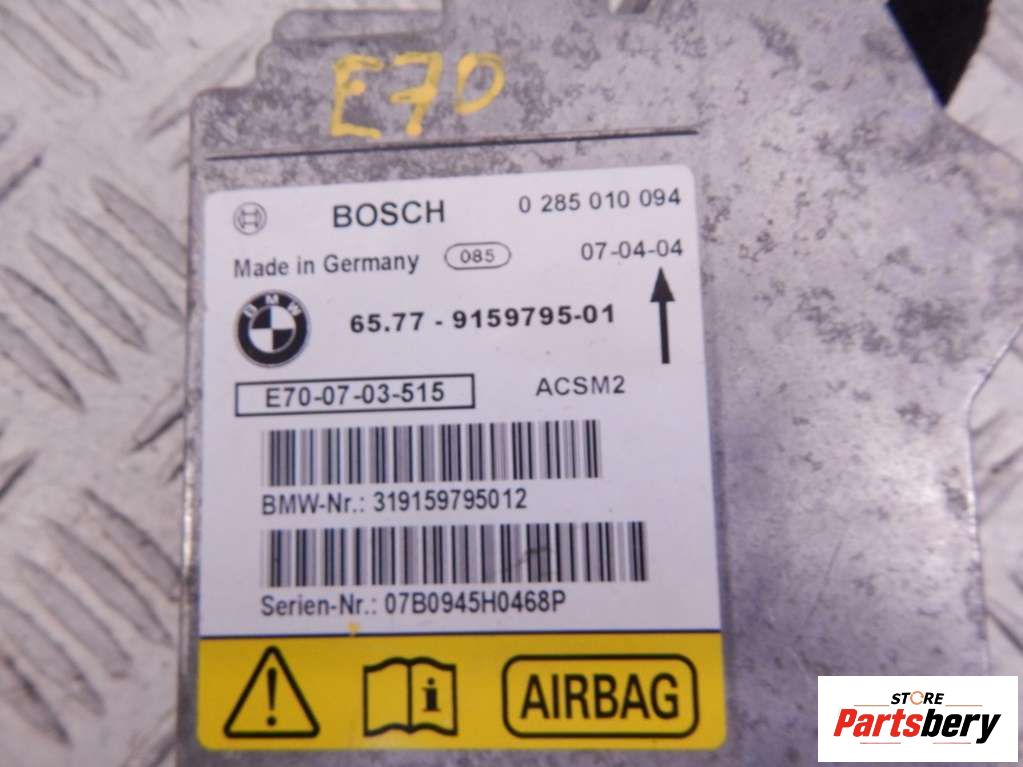 E70
BOSCH 0 285 010 094
Made in Germany 085 07-04-04
BMW
65.77 - 9159795-01
E70-07-03-515 ACSM2
BMW-Nr.: 319159795012
Serien-Nr.: 07B0945H0468P
! i AIRBAG
STORE
Partsbery